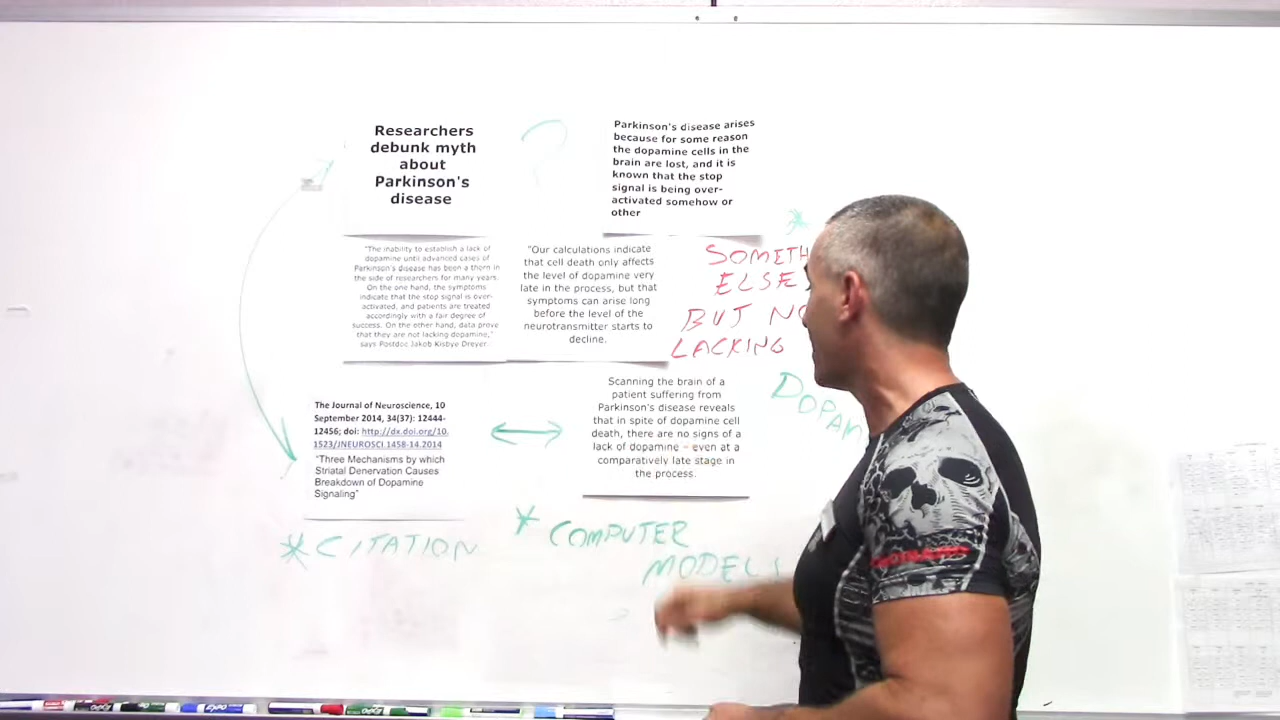 Researchers
debunk myth
about
Parkinson's
disease
?
Parkinson's disease arises
because for some reason
the dopamine cells in the
brain are lost, and it is
known that the stop
signal is being over-
activated somehow or
other
"The inability to establish a lack of
dopamine until advanced cases of
Parkinson's disease has been a thorn in
the side of researchers for many years.
On the one hand, the symptoms
indicate that the stop signal is over-
activated, and patients are treated
accordingly with a fair degree of
success. On the other hand, data prove
that they are not lacking dopamine,"
says Postdoc Jakob Kisbye Dreyer.
"Our calculations indicate
that cell death only affects
the level of dopamine very
late in the process, but that
symptoms can arise long
before the level of the
neurotransmitter starts to
decline.
* SOMETH
ELSE
BUT NO
LACKING
DOPAM
The Journal of Neuroscience, 10
September 2014, 34(37): 12444-
12456; doi: http://dx.doi.org/10.
1523/JNEUROSCI.1458-14.2014
"Three Mechanisms by which
Striatal Denervation Causes
Breakdown of Dopamine
Signaling"
Scanning the brain of a
patient suffering from
Parkinson's disease reveals
that in spite of dopamine cell
death, there are no signs of a
lack of dopamine – even at a
comparatively late stage in
the process.
* CITATION
* COMPUTER
MODELS